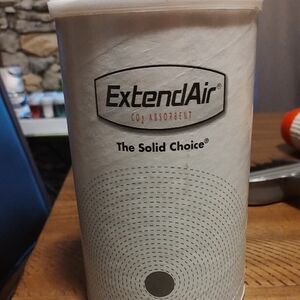 ExtendAir®
CO₂ ABSORBENT
The Solid Choice®